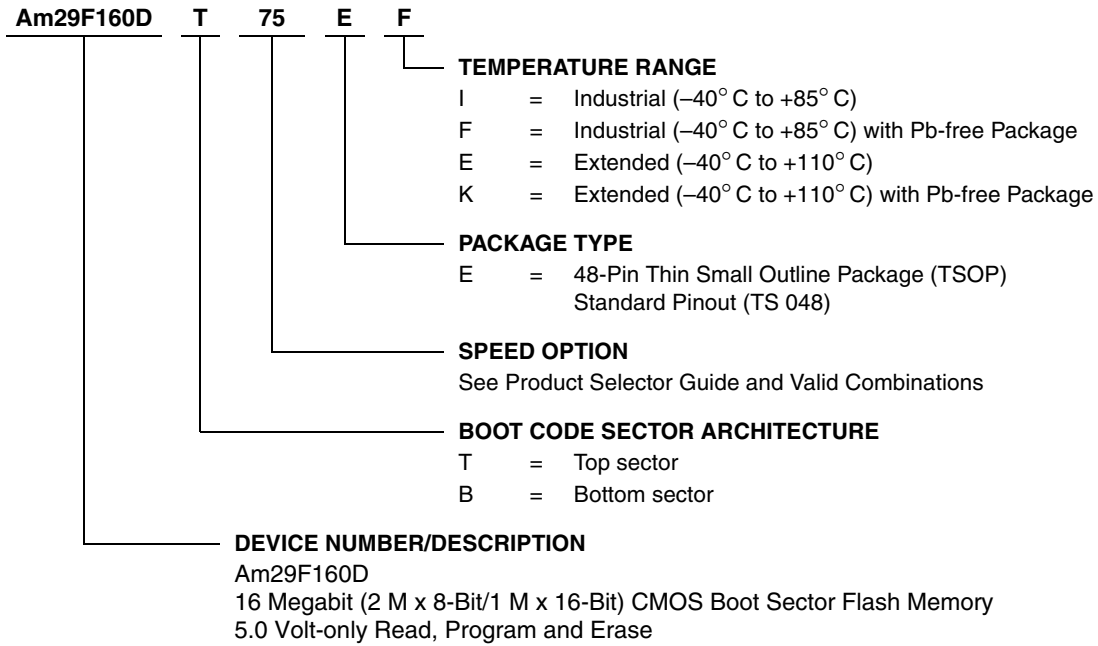 Am29F160D T 75 E F
TEMPERATURE RANGE
I = Industrial (–40° C to +85° C)
F = Industrial (–40° C to +85° C) with Pb-free Package
E = Extended (–40° C to +110° C)
K = Extended (–40° C to +110° C) with Pb-free Package
PACKAGE TYPE
E = 48-Pin Thin Small Outline Package (TSOP)
Standard Pinout (TS 048)
SPEED OPTION
See Product Selector Guide and Valid Combinations
BOOT CODE SECTOR ARCHITECTURE
T = Top sector
B = Bottom sector
DEVICE NUMBER/DESCRIPTION
Am29F160D
16 Megabit (2 M x 8-Bit/1 M x 16-Bit) CMOS Boot Sector Flash Memory
5.0 Volt-only Read, Program and Erase